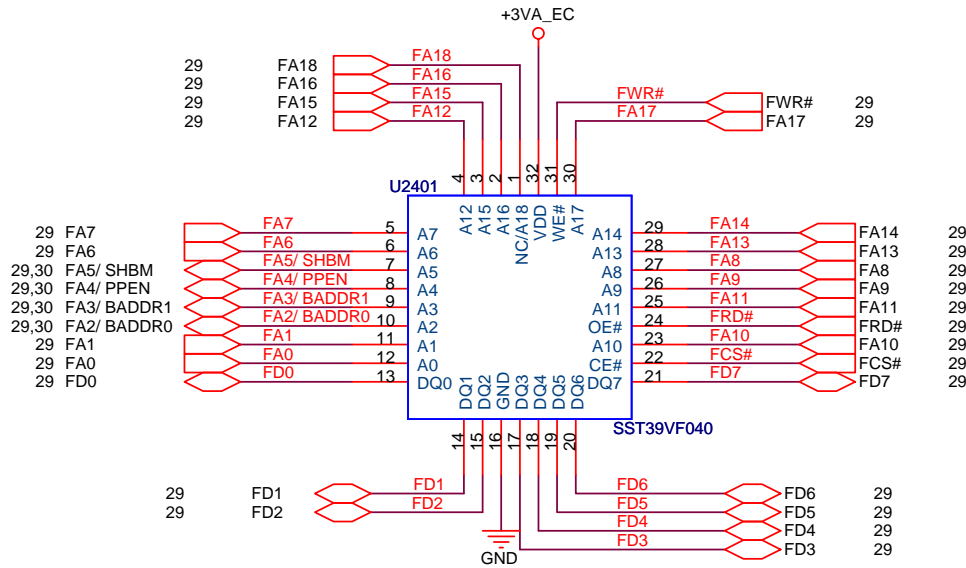 +3VA_EC
29 FA18 FA18
29 FA16 FA16
29 FA15 FA15
29 FA12 FA12
FWR# FWR# 29
FA17 FA17 29
4 3 2 1 32 31 30
U2401
A12 A15 A16 NC/A18 VDD WE# A17
29 FA7 FA7 5 A7
29 FA6 FA6 6 A6
29,30 FA5/ SHBM FA5/ SHBM 7 A5
29,30 FA4/ PPEN FA4/ PPEN 8 A4
29,30 FA3/ BADDR1 FA3/ BADDR1 9 A3
29,30 FA2/ BADDR0 FA2/ BADDR0 10 A2
29 FA1 FA1 11 A1
29 FA0 FA0 12 A0
29 FD0 FD0 13 DQ0
A14 29 FA14 FA14 29
A13 28 FA13 FA13 29
A8 27 FA8 FA8 29
A9 26 FA9 FA9 29
A11 25 FA11 FA11 29
OE# 24 FRD# FRD# 29
A10 23 FA10 FA10 29
CE# 22 FCS# FCS# 29
DQ7 21 FD7 FD7 29
DQ1 DQ2 GND DQ3 DQ4 DQ5 DQ6
SST39VF040
14 15 16 17 18 19 20
29 FD1 FD1
29 FD2 FD2
FD6 FD6 29
FD5 FD5 29
FD4 FD4 29
FD3 FD3 29
GND